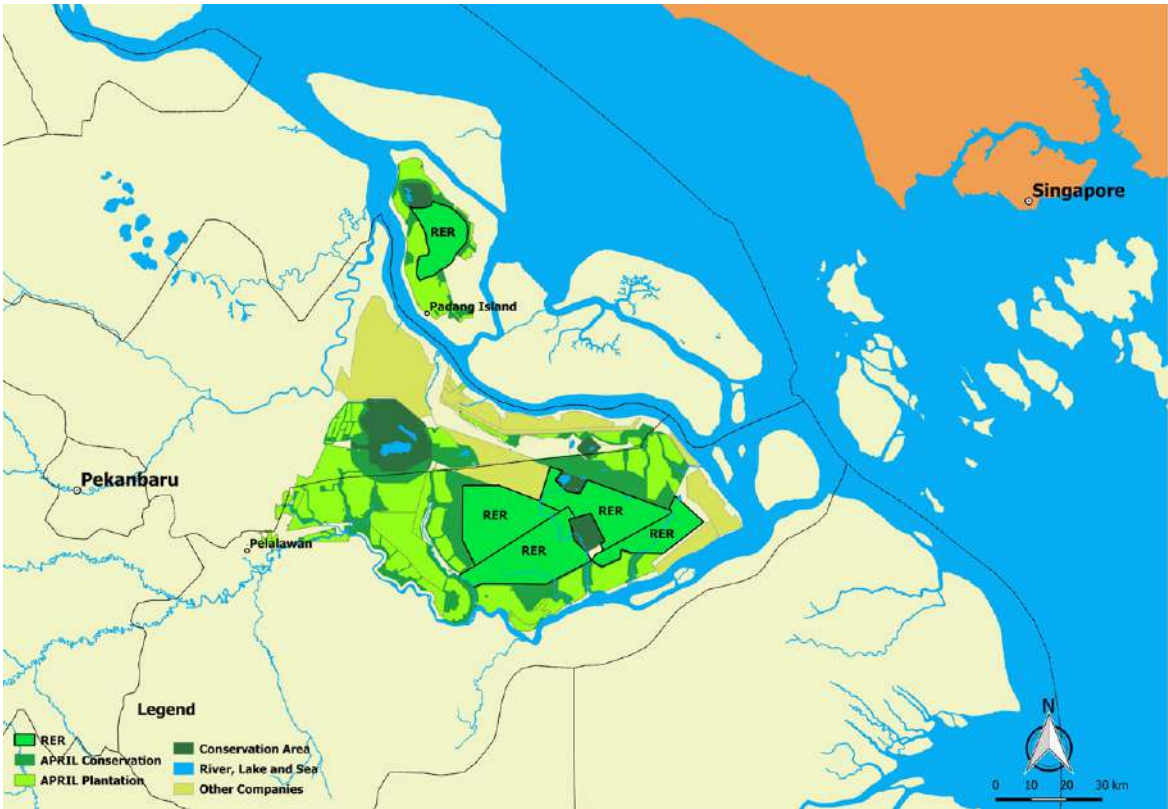 Singapore
RER
Padang Island
Pekanbaru
RER
RER
RER
RER
Pelalawan
Legend
RER
APRIL Conservation
APRIL Plantation
Conservation Area
River, Lake and Sea
Other Companies
N
0 10 20 30 km